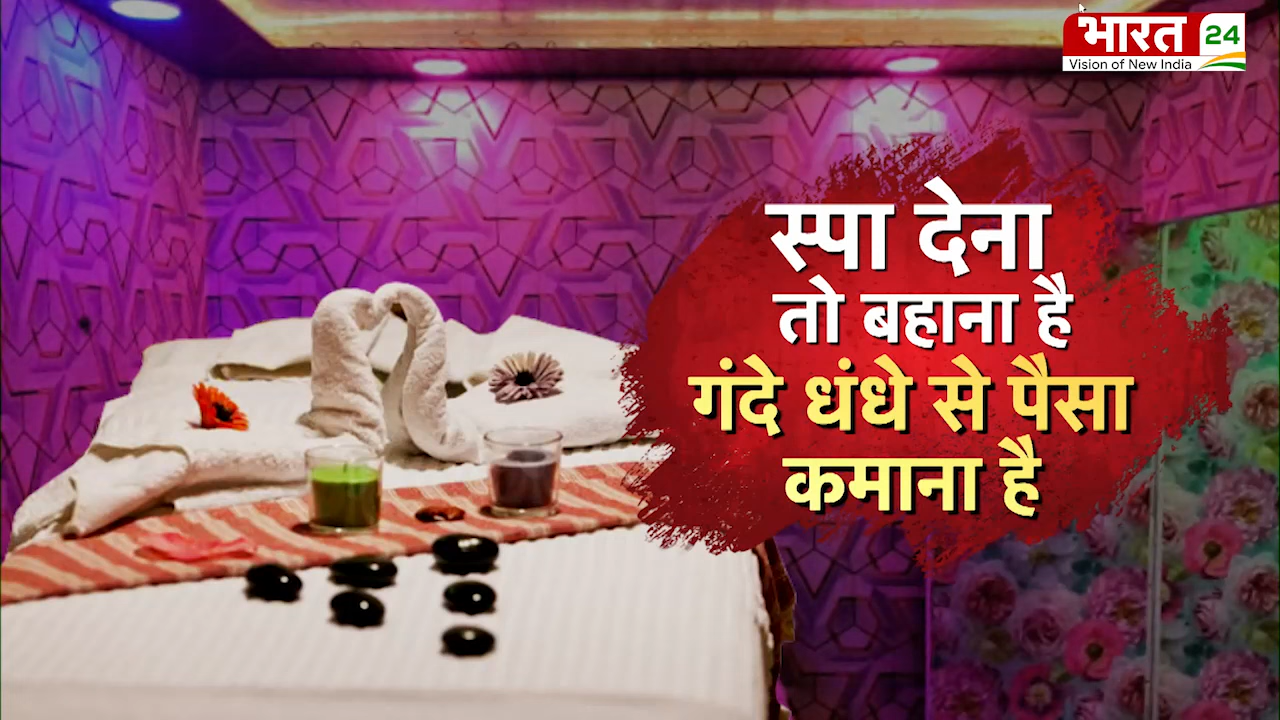 भारत 24
Vision of New India
स्पा देना
तो बहाना है
गंदे धंधे से पैसा
कमाना है